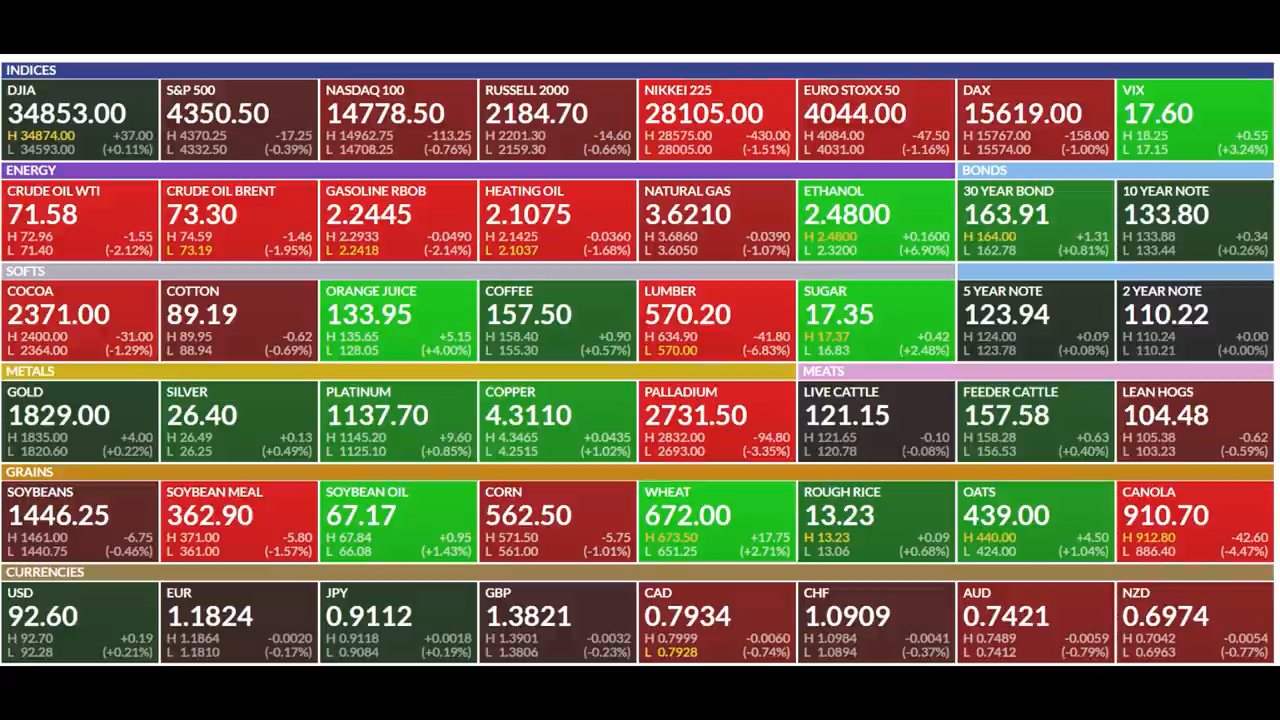 INDICES
DJIA S&P 500 NASDAQ 100 RUSSELL 2000 NIKKEI 225 EURO STOXX 50 DAX VIX
34853.00 4350.50 14778.50 2184.70 28105.00 4044.00 15619.00 17.60
H 34874.00 +37.00 H 4370.25 -17.25 H 14962.75 -113.25 H 2201.30 -14.60 H 28575.00 -430.00 H 4084.00 -47.50 H 15767.00 -158.00 H 18.25 +0.55
L 34593.00 (+0.11%) L 4332.50 (-0.39%) L 14708.25 (-0.76%) L 2159.30 (-0.66%) L 28005.00 (-1.51%) L 4031.00 (-1.16%) L 15574.00 (-1.00%) L 17.15 (+3.24%)
ENERGY BONDS
CRUDE OIL WTI CRUDE OIL BRENT GASOLINE RBOB HEATING OIL NATURAL GAS ETHANOL 30 YEAR BOND 10 YEAR NOTE
71.58 73.30 2.2445 2.1075 3.6210 2.4800 163.91 133.80
H 72.96 -1.55 H 74.59 -1.46 H 2.2933 -0.0490 H 2.1425 -0.0360 H 3.6860 -0.0390 H 2.4800 +0.1600 H 164.00 +1.31 H 133.88 +0.34
L 71.40 (-2.12%) L 73.19 (-1.95%) L 2.2418 (-2.14%) L 2.1037 (-1.68%) L 3.6050 (-1.07%) L 2.3200 (+6.90%) L 162.78 (+0.81%) L 133.44 (+0.26%)
SOFTS
COCOA COTTON ORANGE JUICE COFFEE LUMBER SUGAR 5 YEAR NOTE 2 YEAR NOTE
2371.00 89.19 133.95 157.50 570.20 17.35 123.94 110.22
H 2400.00 -31.00 H 89.95 -0.62 H 135.65 +5.15 H 158.40 +0.90 H 634.90 -41.80 H 17.37 +0.42 H 124.00 +0.09 H 110.24 +0.00
L 2364.00 (-1.29%) L 88.94 (-0.69%) L 128.05 (+4.00%) L 155.30 (+0.57%) L 570.00 (-6.83%) L 16.83 (+2.48%) L 123.78 (+0.08%) L 110.21 (+0.00%)
METALS MEATS
GOLD SILVER PLATINUM COPPER PALLADIUM LIVE CATTLE FEEDER CATTLE LEAN HOGS
1829.00 26.40 1137.70 4.3110 2731.50 121.15 157.58 104.48
H 1835.00 +4.00 H 26.49 +0.13 H 1145.20 +9.60 H 4.3465 +0.0435 H 2832.00 -94.80 H 121.65 -0.10 H 158.28 +0.63 H 105.38 -0.62
L 1820.60 (+0.22%) L 26.25 (+0.49%) L 1125.10 (+0.85%) L 4.2515 (+1.02%) L 2693.00 (-3.35%) L 120.78 (-0.08%) L 156.53 (+0.40%) L 103.23 (-0.59%)
GRAINS
SOYBEANS SOYBEAN MEAL SOYBEAN OIL CORN WHEAT ROUGH RICE OATS CANOLA
1446.25 362.90 67.17 562.50 672.00 13.23 439.00 910.70
H 1461.00 -6.75 H 371.00 -5.80 H 67.84 +0.95 H 571.50 -5.75 H 673.50 +17.75 H 13.23 +0.09 H 440.00 +4.50 H 912.80 -42.60
L 1440.75 (-0.46%) L 361.00 (-1.57%) L 66.08 (+1.43%) L 561.00 (-1.01%) L 651.25 (+2.71%) L 13.06 (+0.68%) L 424.00 (+1.04%) L 886.40 (-4.47%)
CURRENCIES
USD EUR JPY GBP CAD CHF AUD NZD
92.60 1.1824 0.9112 1.3821 0.7934 1.0909 0.7421 0.6974
H 92.70 +0.19 H 1.1864 -0.0020 H 0.9118 +0.0018 H 1.3901 -0.0032 H 0.7999 -0.0060 H 1.0984 -0.0041 H 0.7489 -0.0059 H 0.7042 -0.0054
L 92.28 (+0.21%) L 1.1810 (-0.17%) L 0.9084 (+0.19%) L 1.3806 (-0.23%) L 0.7928 (-0.74%) L 1.0894 (-0.37%) L 0.7412 (-0.79%) L 0.6963 (-0.77%)